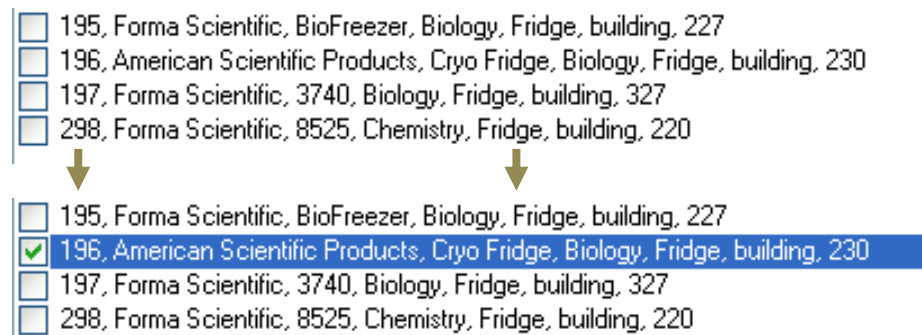 195, Forma Scientific, BioFreezer, Biology, Fridge, building, 227
196, American Scientific Products, Cryo Fridge, Biology, Fridge, building, 230
197, Forma Scientific, 3740, Biology, Fridge, building, 327
298, Forma Scientific, 8525, Chemistry, Fridge, building, 220
195, Forma Scientific, BioFreezer, Biology, Fridge, building, 227
196, American Scientific Products, Cryo Fridge, Biology, Fridge, building, 230
197, Forma Scientific, 3740, Biology, Fridge, building, 327
298, Forma Scientific, 8525, Chemistry, Fridge, building, 220